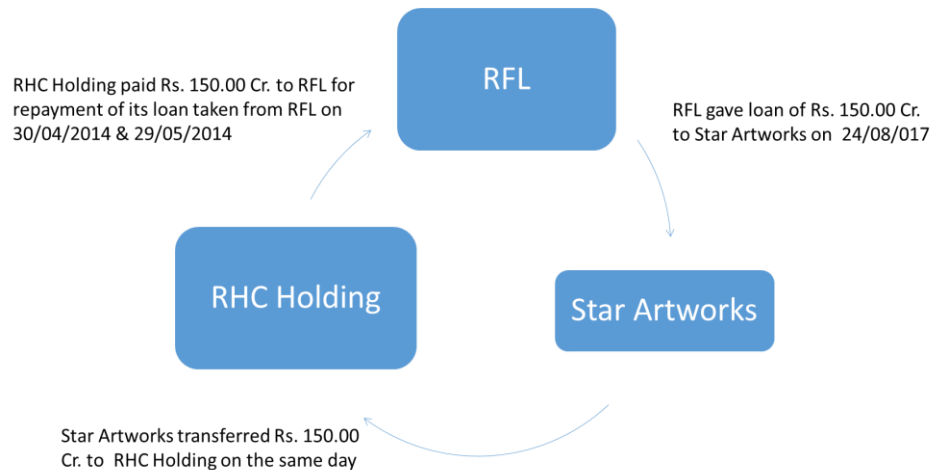 RFL
RHC Holding paid Rs. 150.00 Cr. to RFL for
repayment of its loan taken from RFL on
30/04/2014 & 29/05/2014
RFL gave loan of Rs. 150.00 Cr.
to Star Artworks on  24/08/017
RHC Holding
Star Artworks
Star Artworks transferred Rs. 150.00
Cr. to  RHC Holding on the same day